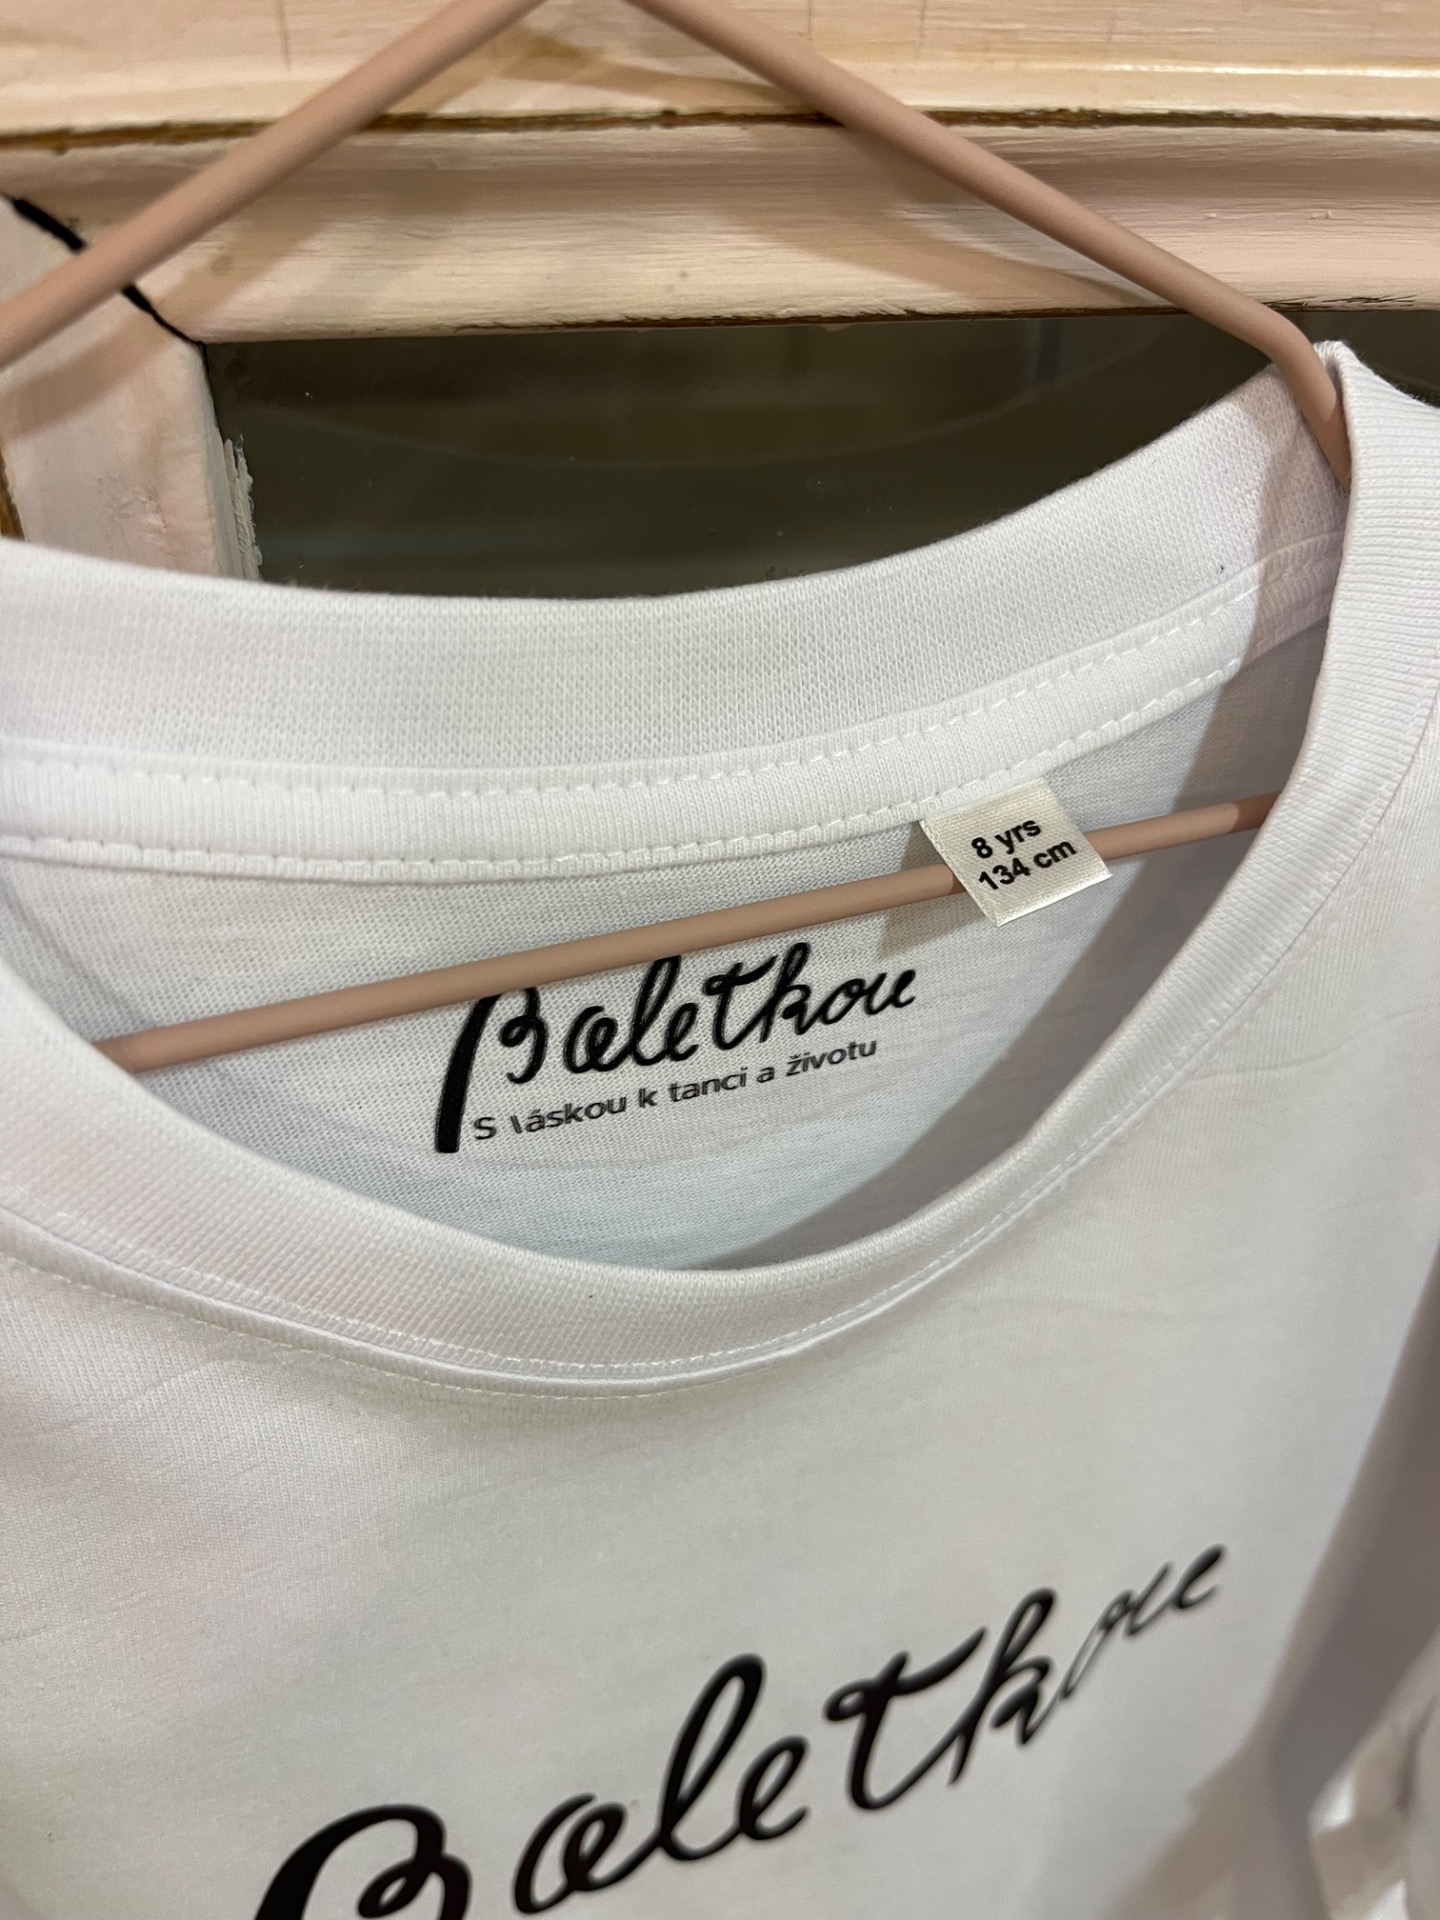 8 yrs
134 cm
Baletkou
S láskou k tanci a životu
Baletkou